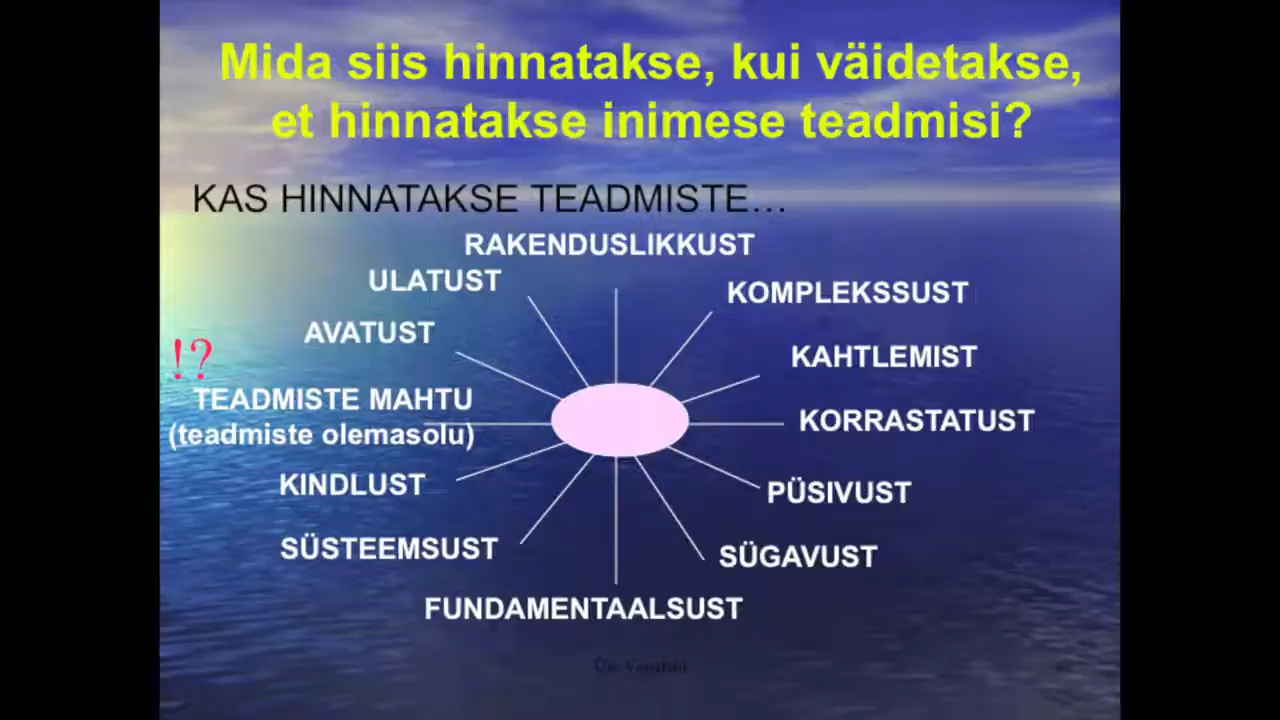 Mida siis hinnatakse, kui väidetakse,
et hinnatakse inimese teadmisi?
KAS HINNATAKSE TEADMISTE...
RAKENDUSLIKKUST
ULATUST
KOMPLEKSSUST
AVATUST
KAHTLEMIST
!?
TEADMISTE MAHTU
(teadmiste olemasolu)
KORRASTATUST
KINDLUST
PÜSIVUST
SÜSTEEMSUST
SÜGAVUST
FUNDAMENTAALSUST